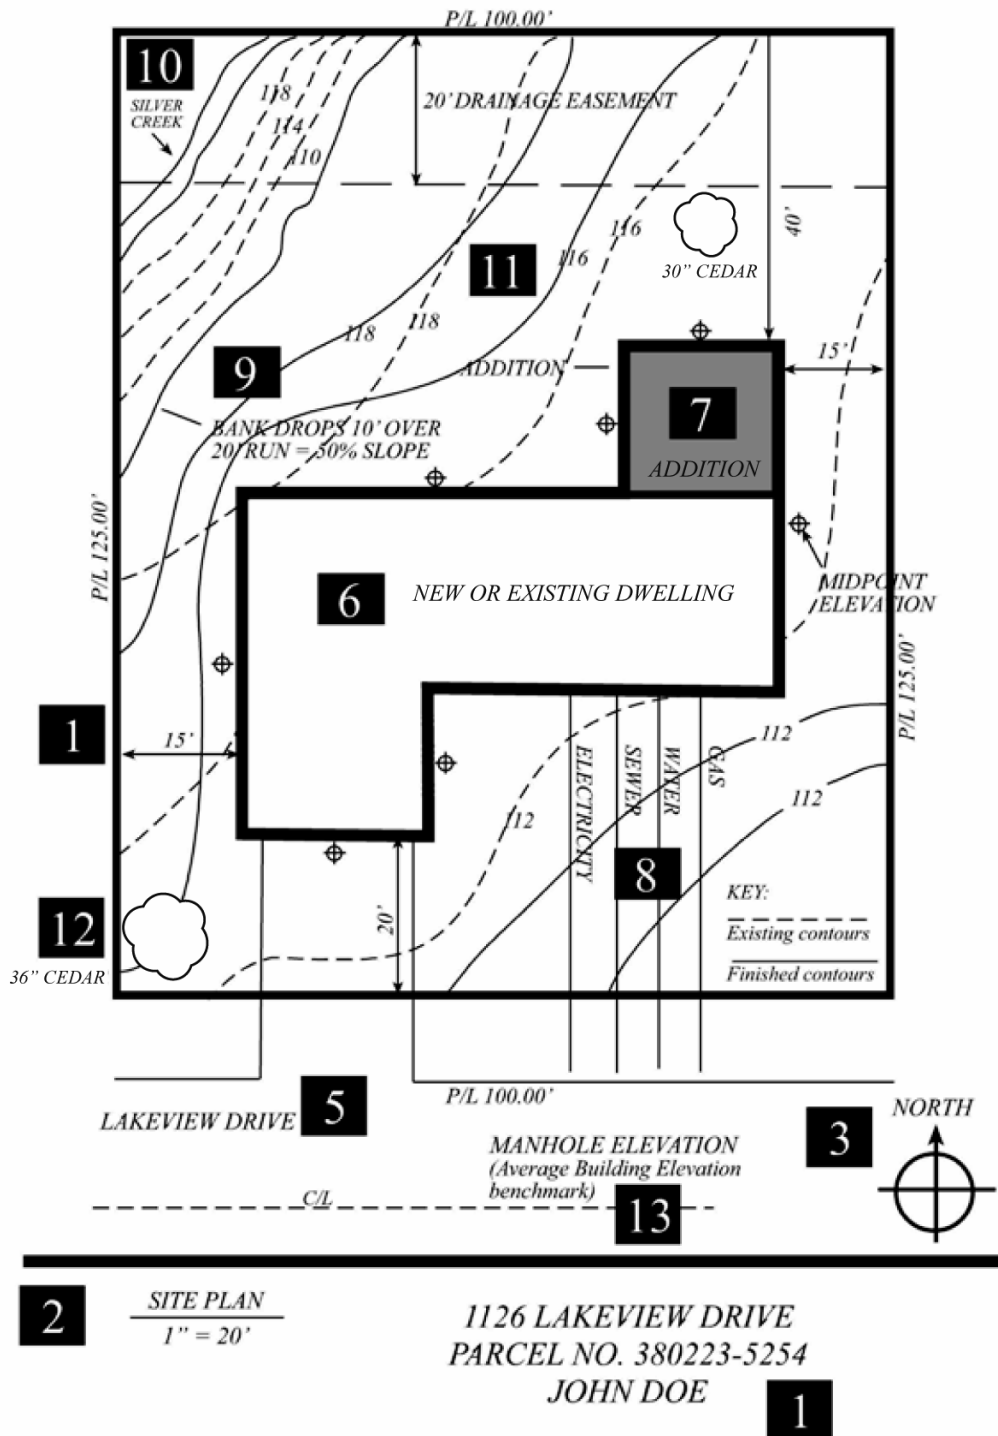 P/L 100.00'
10
SILVER
CREEK
118
114
110
20' DRAINAGE EASEMENT
40'
116
116
30” CEDAR
11
118
118
9
ADDITION
15'
7
ADDITION
BANK DROPS 10' OVER
20' RUN = 50% SLOPE
P/L 125.00'
6
NEW OR EXISTING DWELLING
MIDPOINT
ELEVATION
P/L 125.00'
1
15'
112
112
112
ELECTRICITY
SEWER
WATER
GAS
8
20'
KEY:
Existing contours
Finished contours
12
36” CEDAR
P/L 100.00'
LAKEVIEW DRIVE
5
3
NORTH
MANHOLE ELEVATION
(Average Building Elevation
benchmark)
13
C/L
2
SITE PLAN
1” = 20’
1126 LAKEVIEW DRIVE
PARCEL NO. 380223-5254
JOHN DOE
1